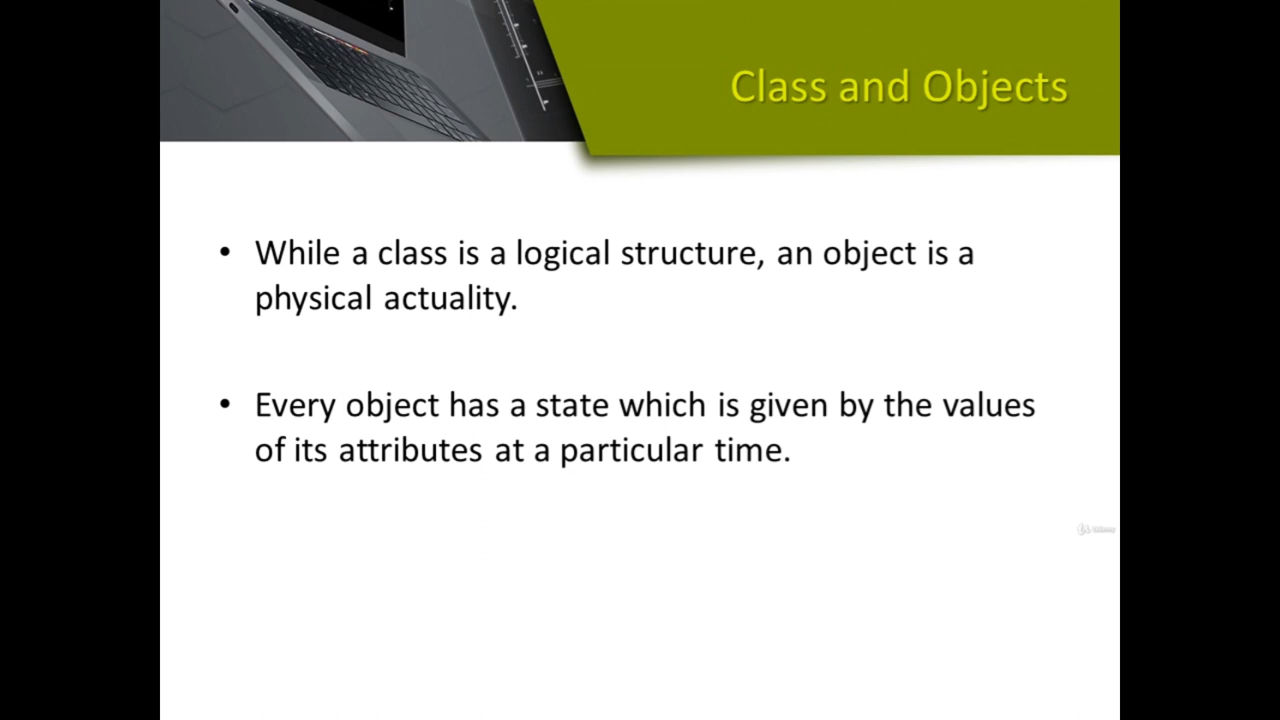 Class and Objects
• While a class is a logical structure, an object is a
physical actuality.
• Every object has a state which is given by the values
of its attributes at a particular time.
Udemy